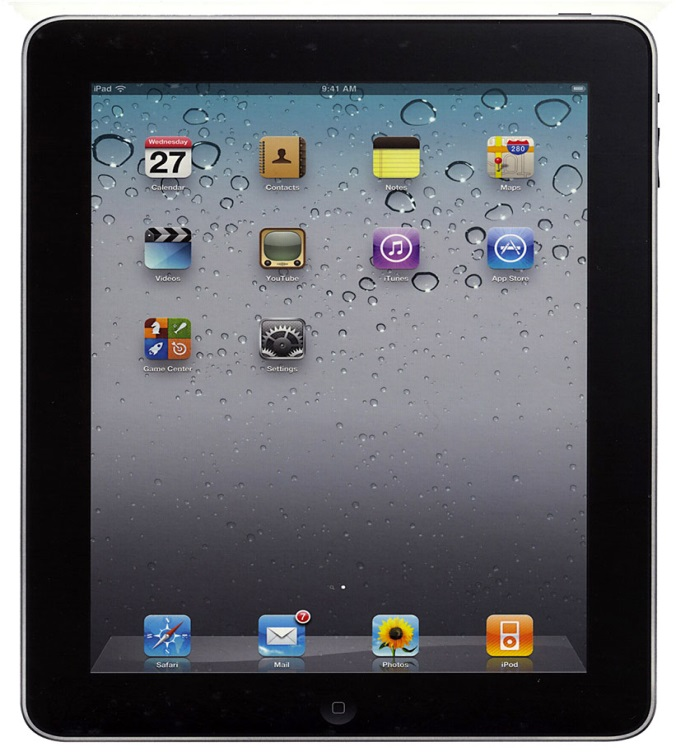 iPad 9:41 AM
Wednesday
27
280
Calendar Contacts Notes Maps
Videos YouTube iTunes App Store
Game Center Settings
7
Safari Mail Photos iPod